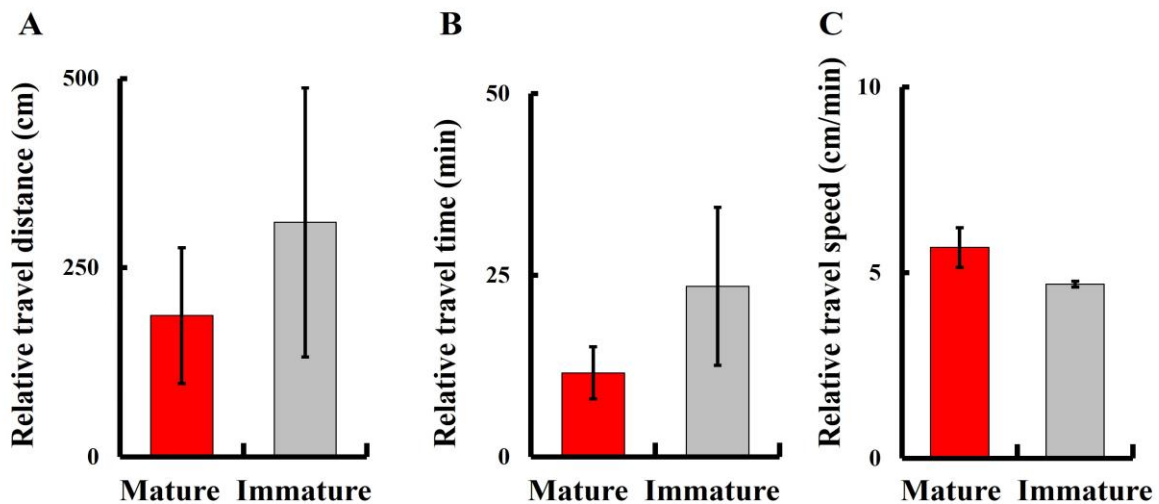 A
Relative travel distance (cm)
500
250
0
Mature Immature
B
Relative travel time (min)
50
25
0
Mature Immature
C
Relative travel speed (cm/min)
10
5
0
Mature Immature